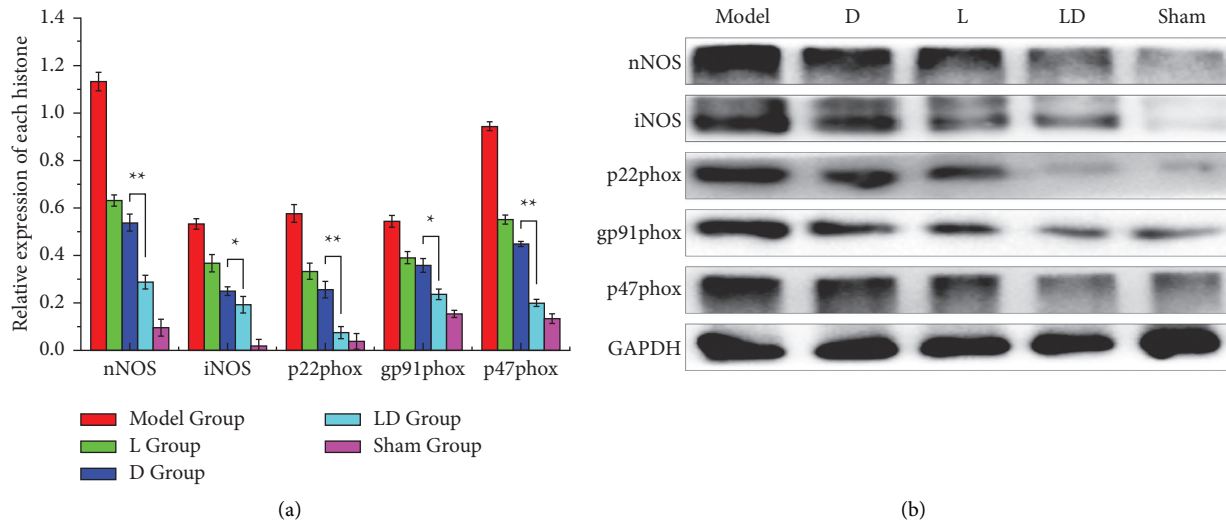 1.4
1.2
1.0
0.8
0.6
0.4
0.2
0.0
Relative expression of each histone
**
*
**
*
**
nNOS iNOS p22phox gp91phox p47phox
Model Group
L Group
D Group
LD Group
Sham Group
(a)
Model D L LD Sham
nNOS
iNOS
p22phox
gp91phox
p47phox
GAPDH
(b)